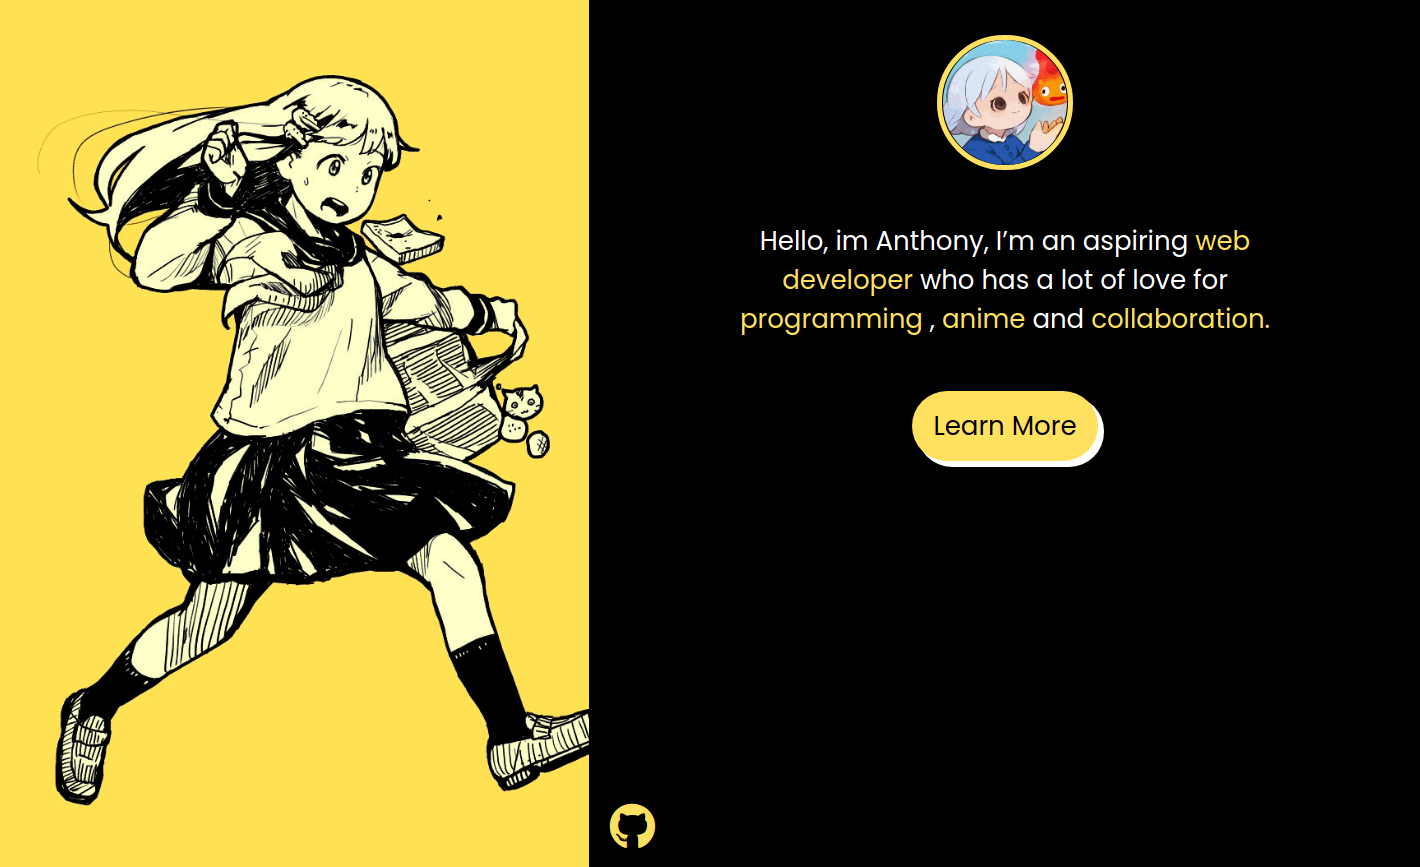 Hello, im Anthony, I’m an aspiring web
developer who has a lot of love for
programming , anime and collaboration.
Learn More